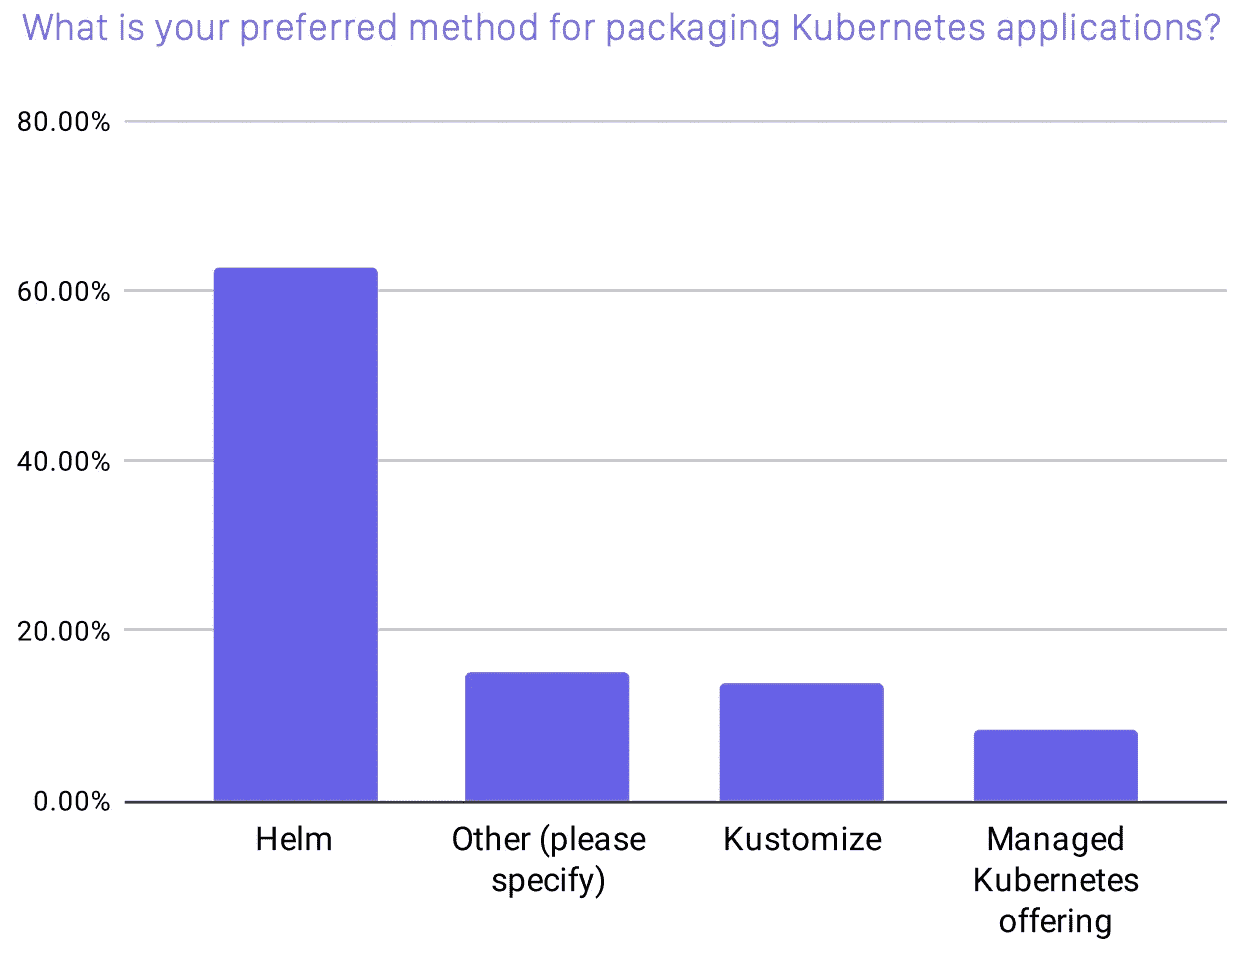 What is your preferred method for packaging Kubernetes applications?
80.00%
60.00%
40.00%
20.00%
0.00%
Helm
Other (please
specify)
Kustomize
Managed
Kubernetes
offering